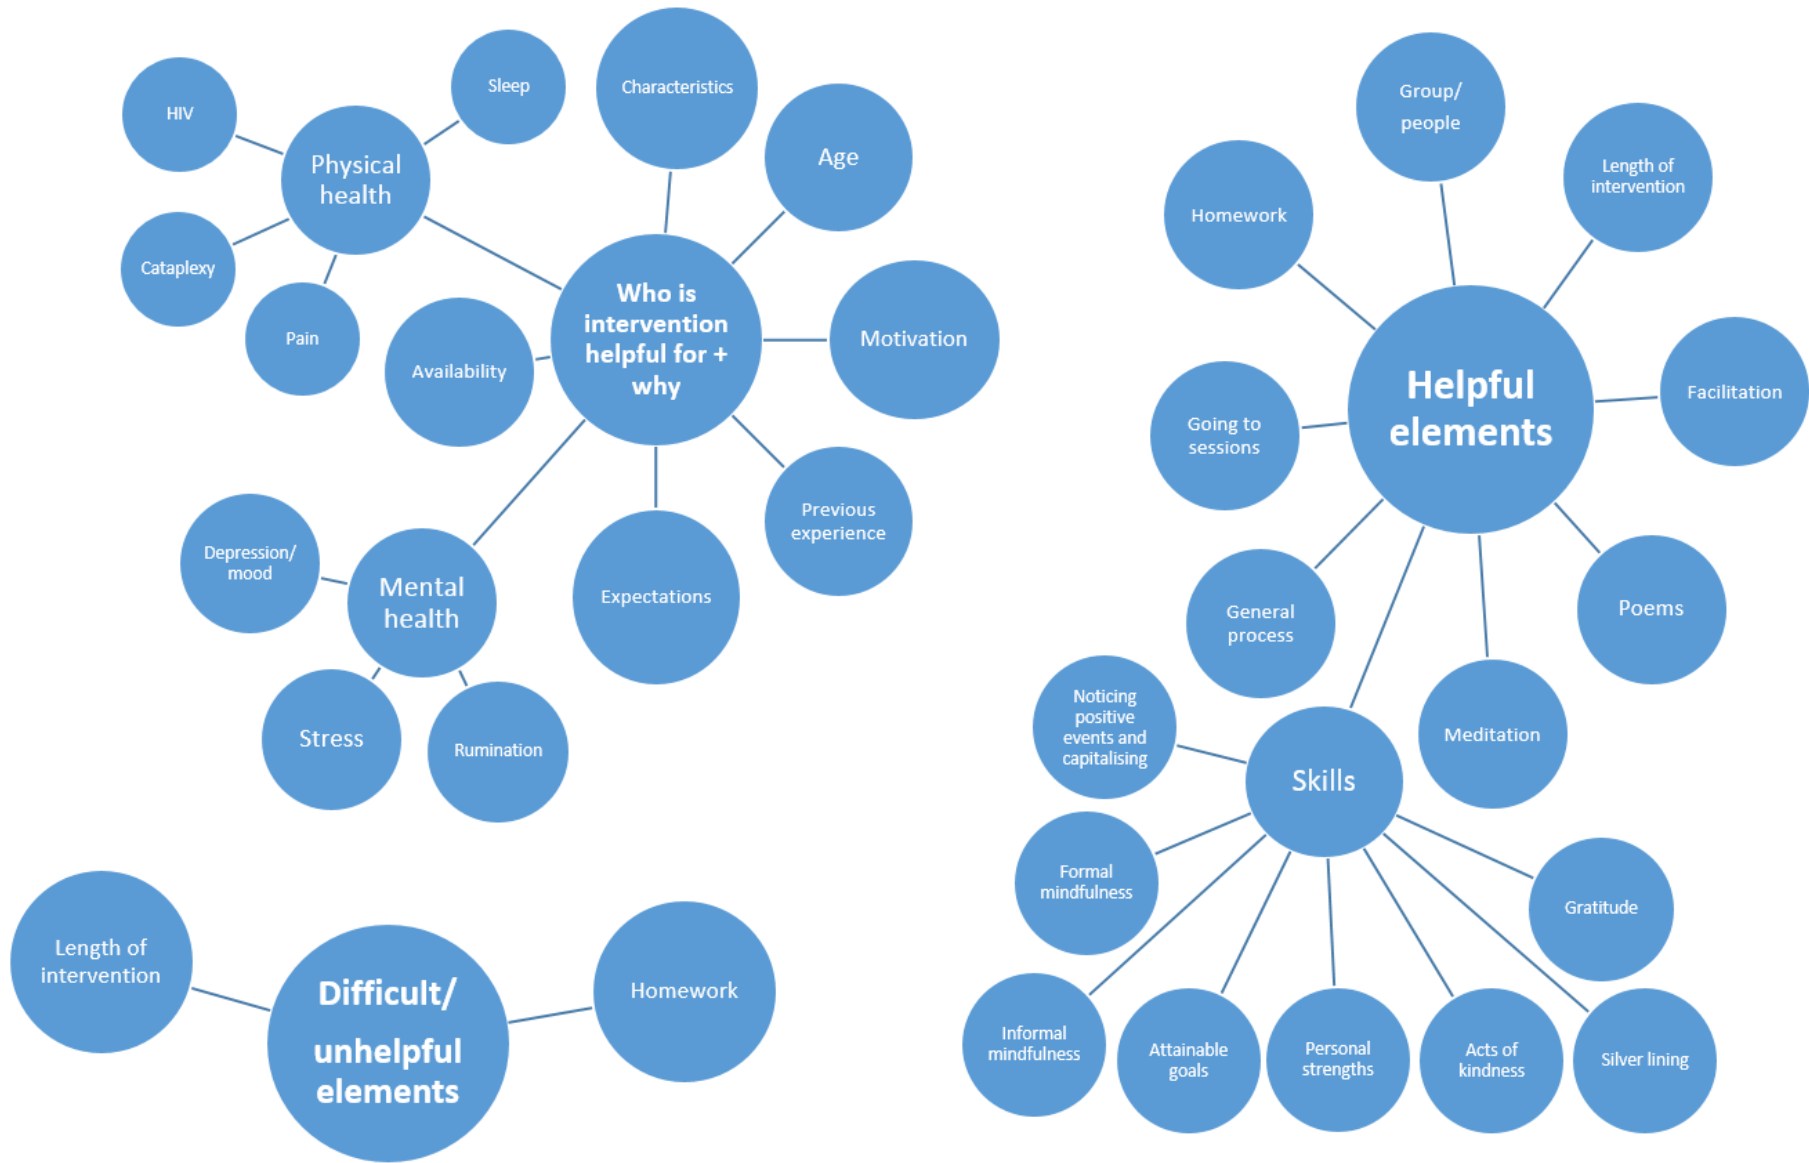 HIV
Sleep
Physical
health
Cataplexy
Pain
Characteristics
Age
Who is
intervention
helpful for +
why
Motivation
Availability
Previous
experience
Expectations
Mental
health
Depression/
mood
Stress
Rumination
Difficult/
unhelpful
elements
Length of
intervention
Homework
Helpful
elements
Group/
people
Length of
intervention
Homework
Facilitation
Going to
sessions
Poems
General
process
Meditation
Skills
Noticing
positive
events and
capitalising
Formal
mindfulness
Informal
mindfulness
Attainable
goals
Personal
strengths
Acts of
kindness
Silver lining
Gratitude